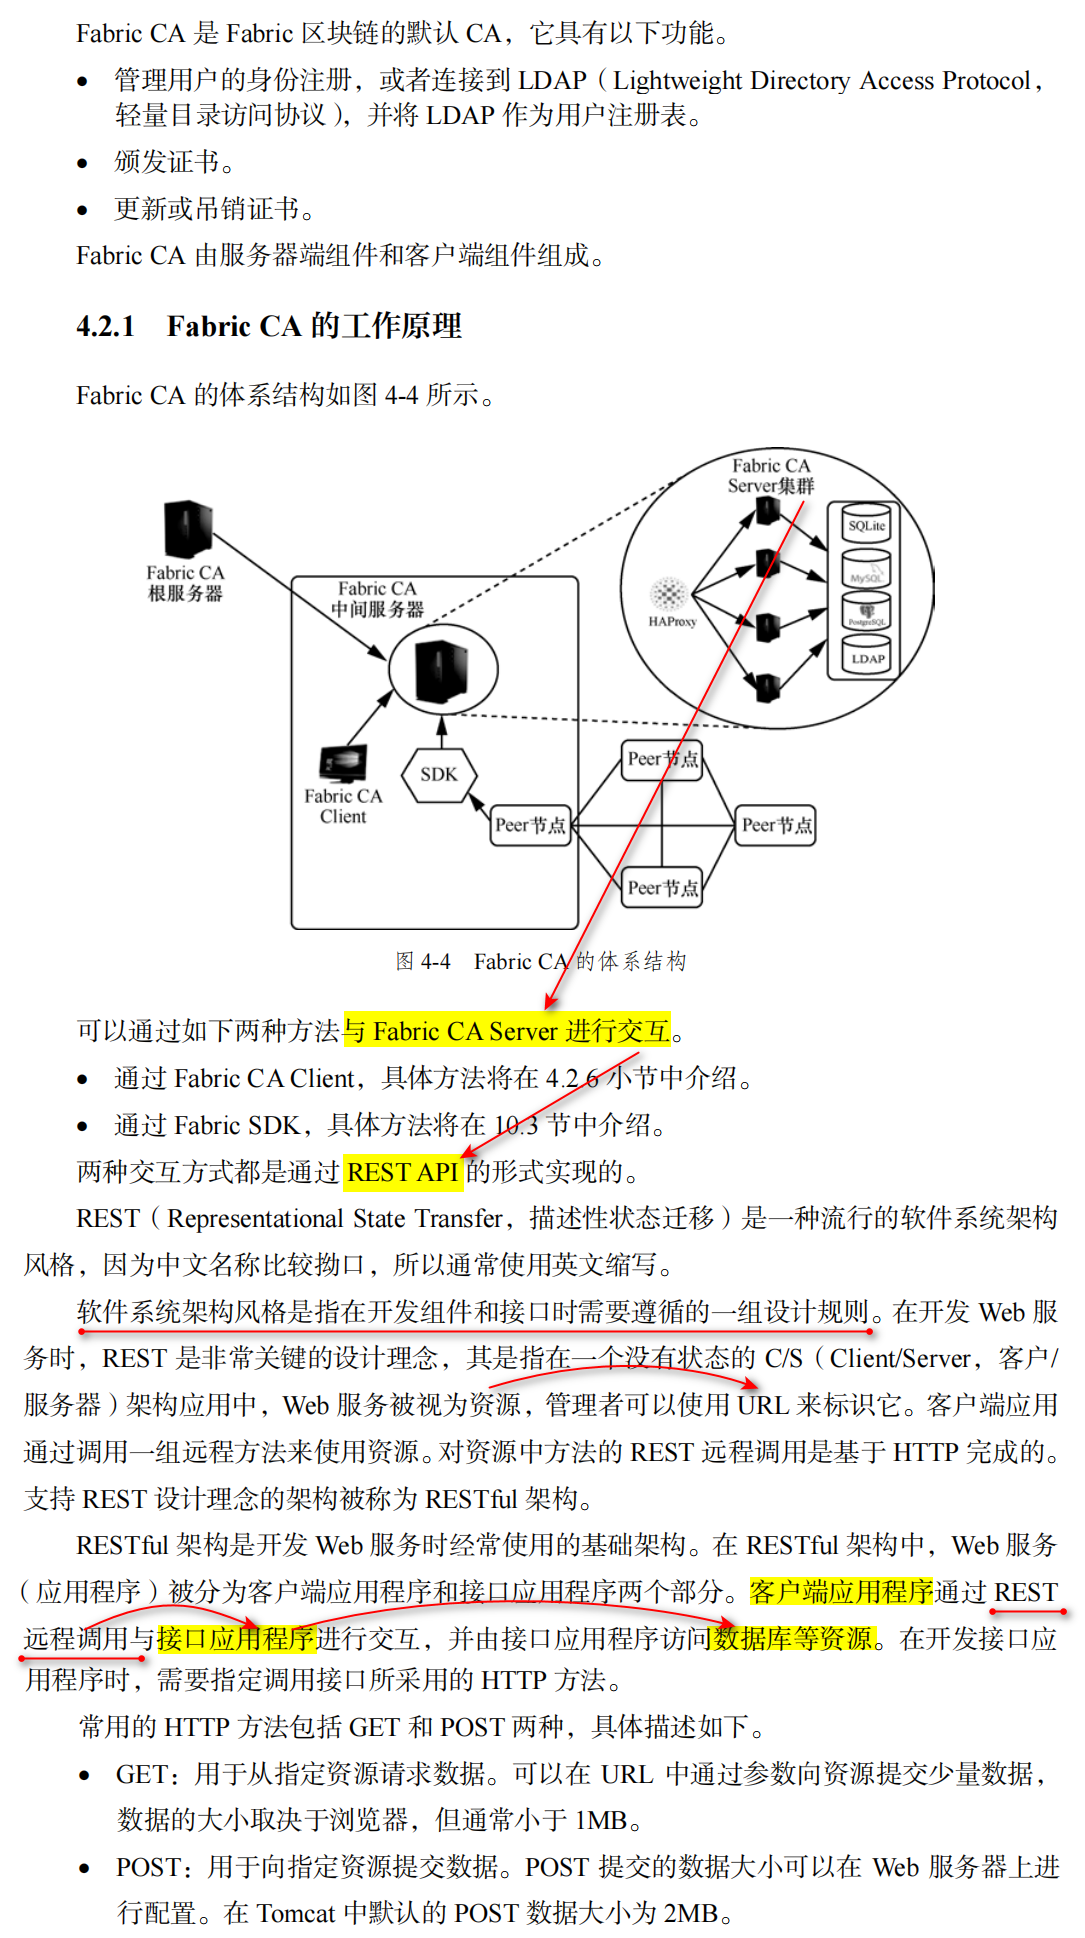 Fabric CA 是 Fabric 区块链的默认 CA，它具有以下功能。
• 管理用户的身份注册，或者连接到 LDAP（Lightweight Directory Access Protocol，
轻量目录访问协议），并将 LDAP 作为用户注册表。
• 颁发证书。
• 更新或吊销证书。
Fabric CA 由服务器端组件和客户端组件组成。
4.2.1 Fabric CA 的工作原理
Fabric CA 的体系结构如图 4-4 所示。
Fabric CA
Server集群
SQLite
MySQL
PostgreSQL
LDAP
HAProxy
Fabric CA
根服务器
Fabric CA
中间服务器
Fabric CA
Client
SDK
Peer节点
Peer节点
Peer节点
Peer节点
图 4-4 Fabric CA 的体系结构
可以通过如下两种方法与 Fabric CA Server 进行交互。
• 通过 Fabric CA Client，具体方法将在 4.2.6 小节中介绍。
• 通过 Fabric SDK，具体方法将在 10.3 节中介绍。
两种交互方式都是通过 REST API 的形式实现的。
REST（Representational State Transfer，描述性状态迁移）是一种流行的软件系统架构
风格，因为中文名称比较拗口，所以通常使用英文缩写。
软件系统架构风格是指在开发组件和接口时需要遵循的一组设计规则。在开发 Web 服
务时，REST 是非常关键的设计理念，其是指在一个没有状态的 C/S（Client/Server，客户/
服务器）架构应用中，Web 服务被视为资源，管理者可以使用 URL 来标识它。客户端应用
通过调用一组远程方法来使用资源。对资源中方法的 REST 远程调用是基于 HTTP 完成的。
支持 REST 设计理念的架构被称为 RESTful 架构。
RESTful 架构是开发 Web 服务时经常使用的基础架构。在 RESTful 架构中，Web 服务
（应用程序）被分为客户端应用程序和接口应用程序两个部分。客户端应用程序通过 REST
远程调用与接口应用程序进行交互，并由接口应用程序访问数据库等资源。在开发接口应
用程序时，需要指定调用接口所采用的 HTTP 方法。
常用的 HTTP 方法包括 GET 和 POST 两种，具体描述如下。
• GET：用于从指定资源请求数据。可以在 URL 中通过参数向资源提交少量数据，
数据的大小取决于浏览器，但通常小于 1MB。
• POST：用于向指定资源提交数据。POST 提交的数据大小可以在 Web 服务器上进
行配置。在 Tomcat 中默认的 POST 数据大小为 2MB。